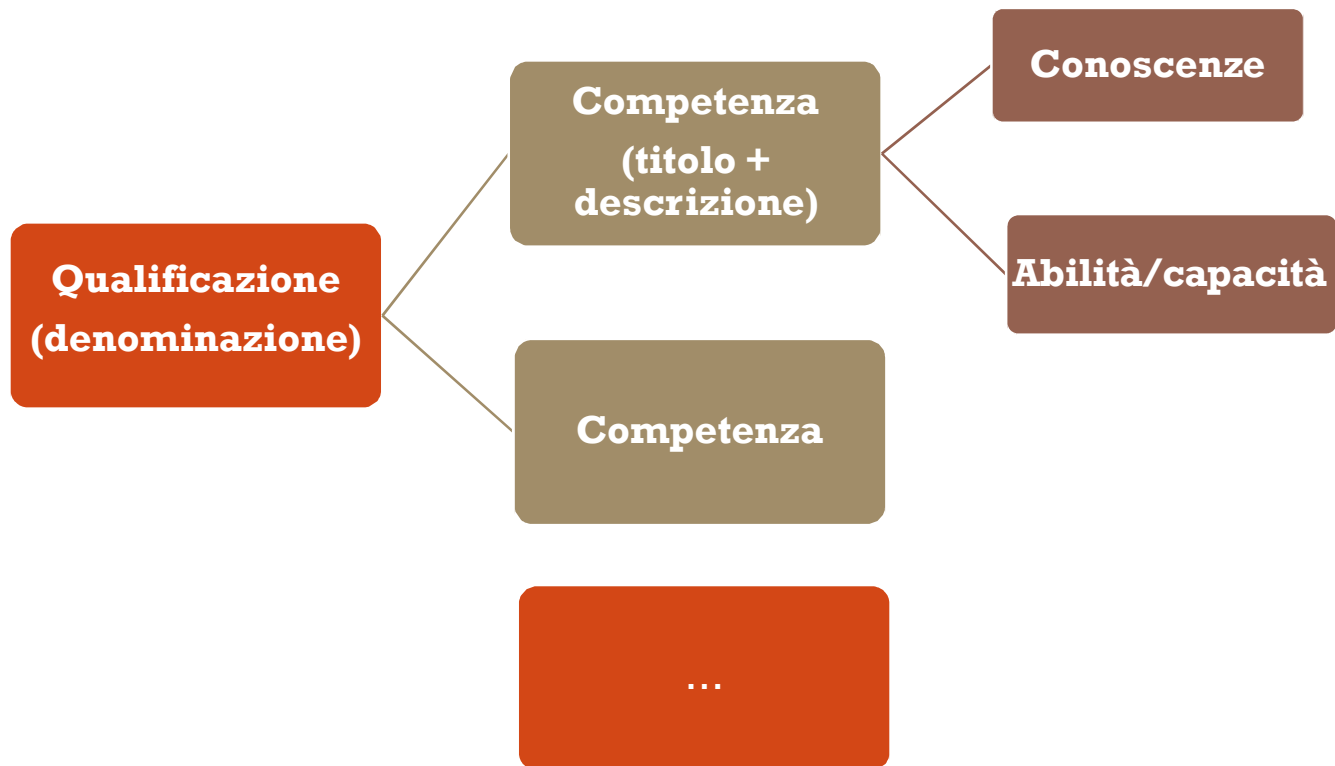 Qualificazione
(denominazione)
Competenza
(titolo +
descrizione)
Conoscenze
Abilità/capacità
Competenza
...